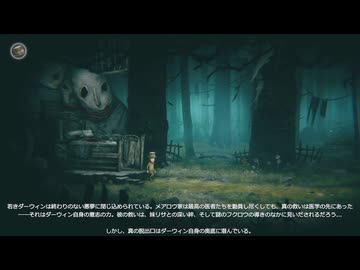 若きダーウィンは終わりのない悪夢に閉じ込められている。メアロウ家は最高の医者たちを動員し尽くしても、真の救いは医学の先にあった
――それはダーウィン自身の意志の力。彼の救いは、妹リサとの深い絆、そして謎のフクロウの導きのなかに見いだされるだろう…
しかし、真の脱出口はダーウィン自身の奥底に潜んでいる。